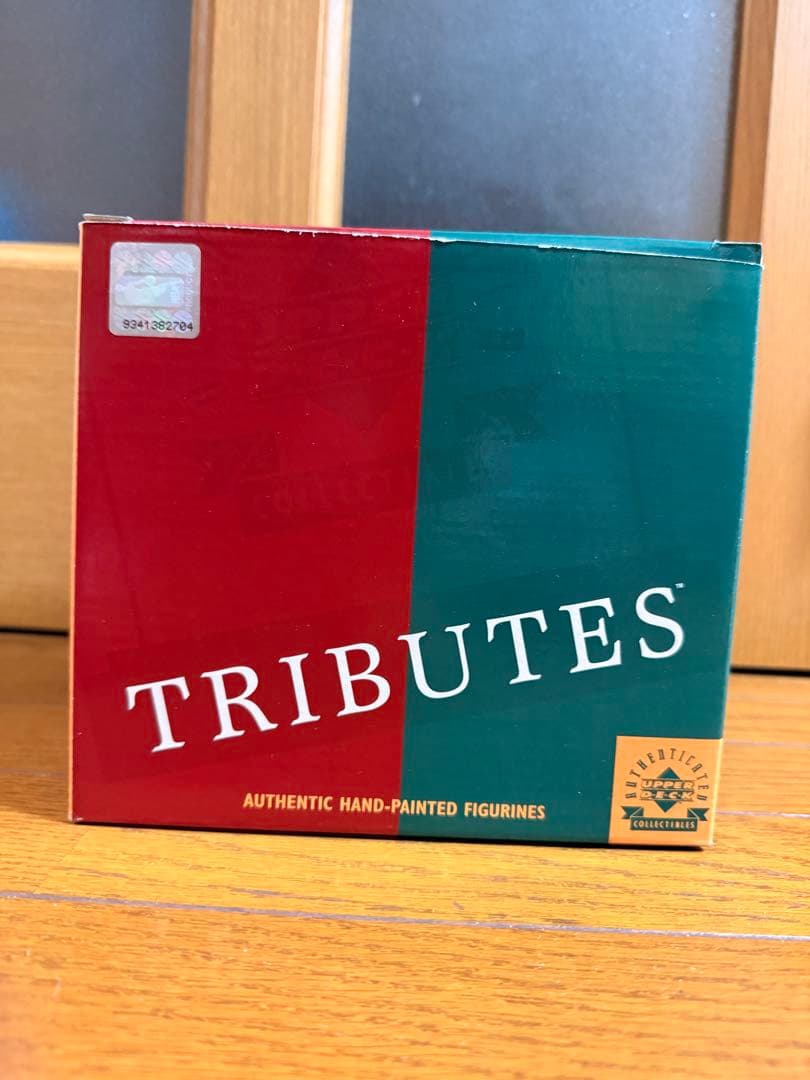 9341382704
TRIBUTES™
AUTHENTIC HAND-PAINTED FIGURINES
AUTHENTICATED
UPPER
DECK
COLLECTIBLES